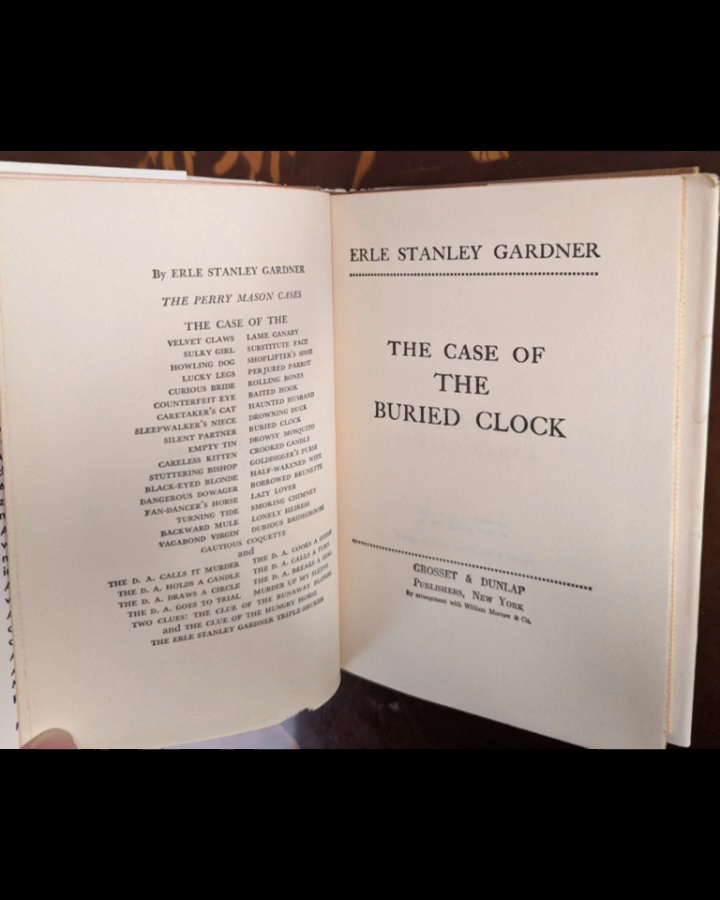 By ERLE STANLEY GARDNER
THE PERRY MASON CASES
THE CASE OF THE
VELVET CLAWS
SULKY GIRL
HOWLING DOG
LUCKY LEGS
CURIOUS BRIDE
COUNTERFEIT EYE
CARETAKER'S CAT
SLEEPWALKER'S NIECE
SILENT PARTNER
EMPTY TIN
CARELESS KITTEN
STUTTERING BISHOP
BLACK-EYED BLONDE
DANGEROUS DOWAGER
FAN-DANCER'S HORSE
TURNING TIDE
BACKWARD MULE
VAGABOND VIRGIN
LAME CANARY
SUBSTITUTE FACE
SHOPLIFTER'S SHOE
PERJURED PARROT
ROLLING BONES
BAITED HOOK
HAUNTED HUSBAND
DROWNING DUCK
BURIED CLOCK
DROWSY MOSQUITO
CROOKED CANDLE
GOLDDIGGER'S PURSE
HALF-WAKENED WIFE
BORROWED BRUNETTE
LAZY LOVER
SMOKING CHIMNEY
LONELY HEIRESS
DUBIOUS BRIDEGROOM
CAUTIOUS COQUETTE
and
THE D. A. CALLS IT MURDER
THE D. A. HOLDS A CANDLE
THE D. A. DRAWS A CIRCLE
THE D. A. GOES TO TRIAL
THE D. A. COOKS A GOOSE
THE D. A. CALLS A TURN
THE D. A. BREAKS A SEAL
MURDER UP MY SLEEVE
TWO CLUES: THE CLUE OF THE RUNAWAY BLONDE
and THE CLUE OF THE HUNGRY HORSE
THE ERLE STANLEY GARDNER TRIPLE-DECKER
ERLE STANLEY GARDNER
THE CASE OF
THE
BURIED CLOCK
GROSSET & DUNLAP
PUBLISHERS, NEW YORK
By arrangement with William Morrow & Co.